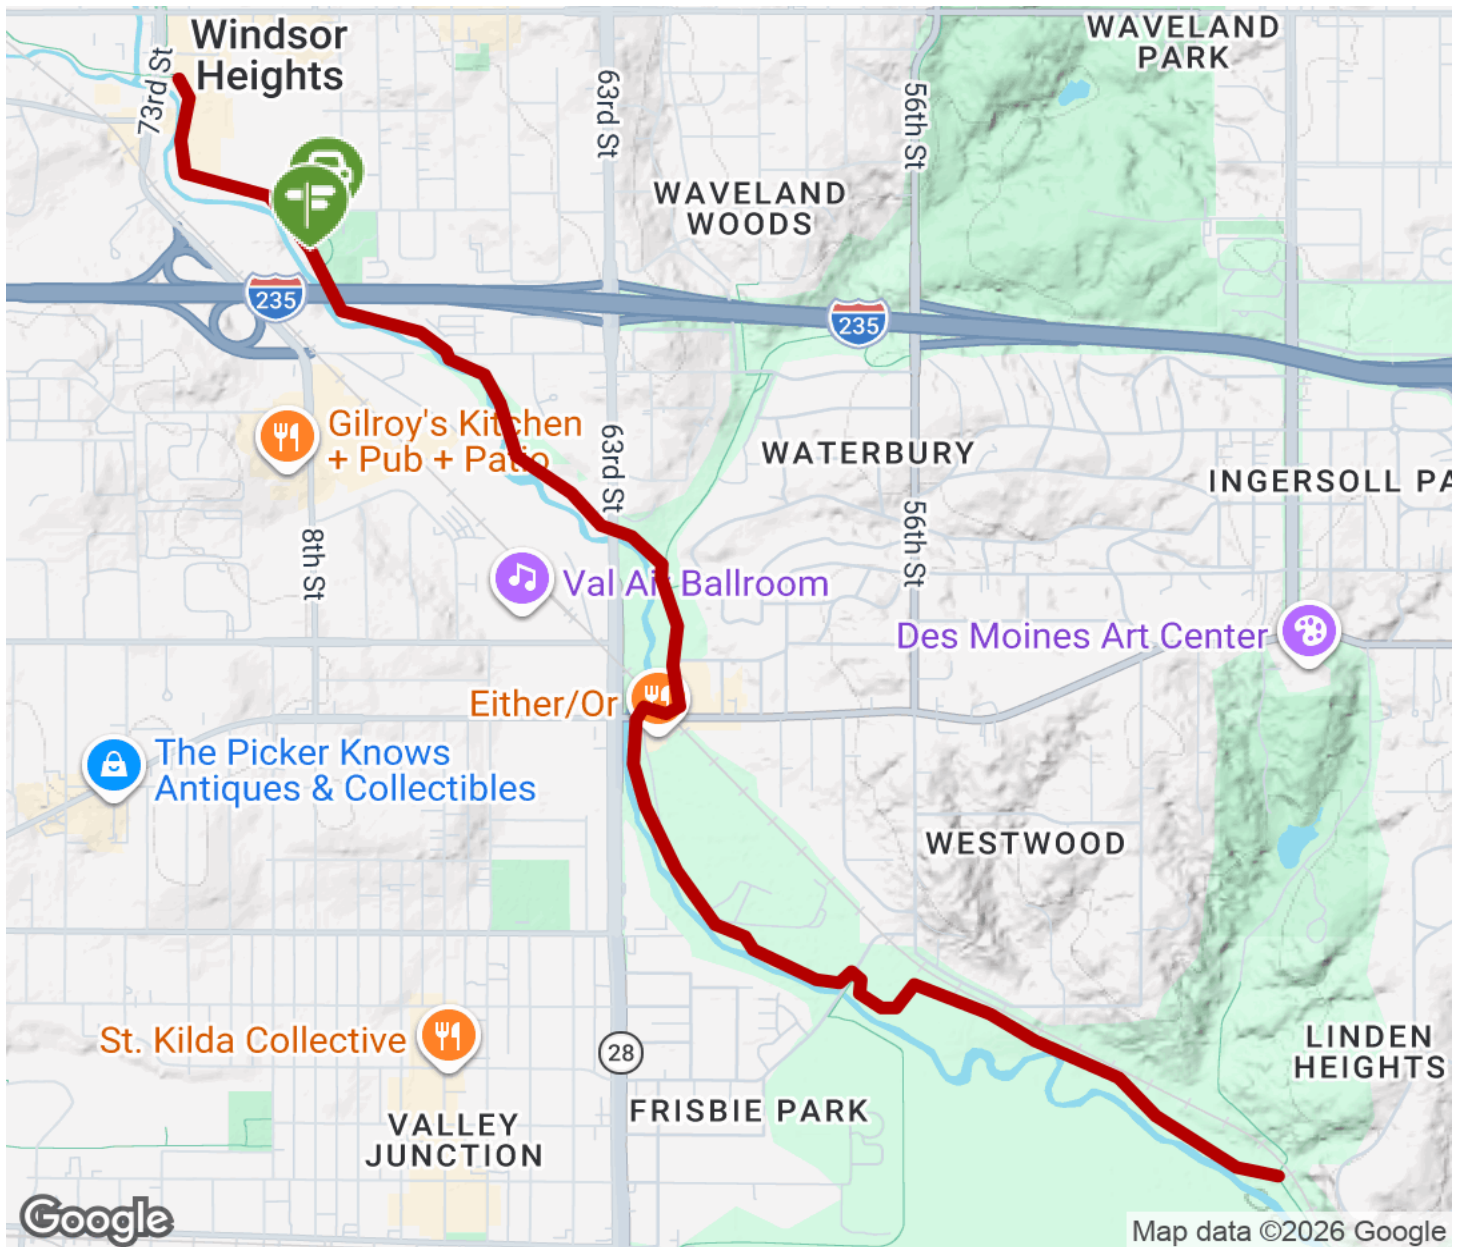 Windsor
Heights
WAVELAND
PARK
73rd St
63rd St
56th St
WAVELAND
WOODS
235
235
Gilroy's Kitchen
+ Pub + Patio
63rd St
WATERBURY
INGERSOLL PA
56th St
8th St
Val Air Ballroom
Des Moines Art Center
Either/Or
The Picker Knows
Antiques & Collectibles
WESTWOOD
St. Kilda Collective
28
LINDEN
HEIGHTS
FRISBIE PARK
VALLEY
JUNCTION
Google
Map data ©2026 Google